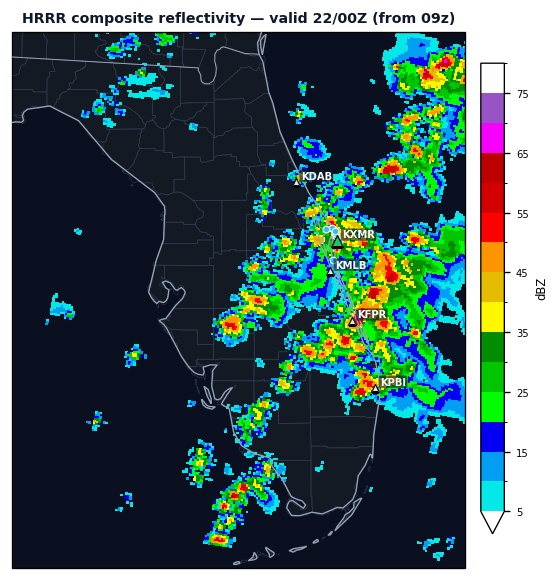 HRRR composite reflectivity — valid 22/00Z (from 09z)
KDAB
KXMR
KMLB
KFPR
KPBI
75
65
55
45
35
25
15
5
dBZ